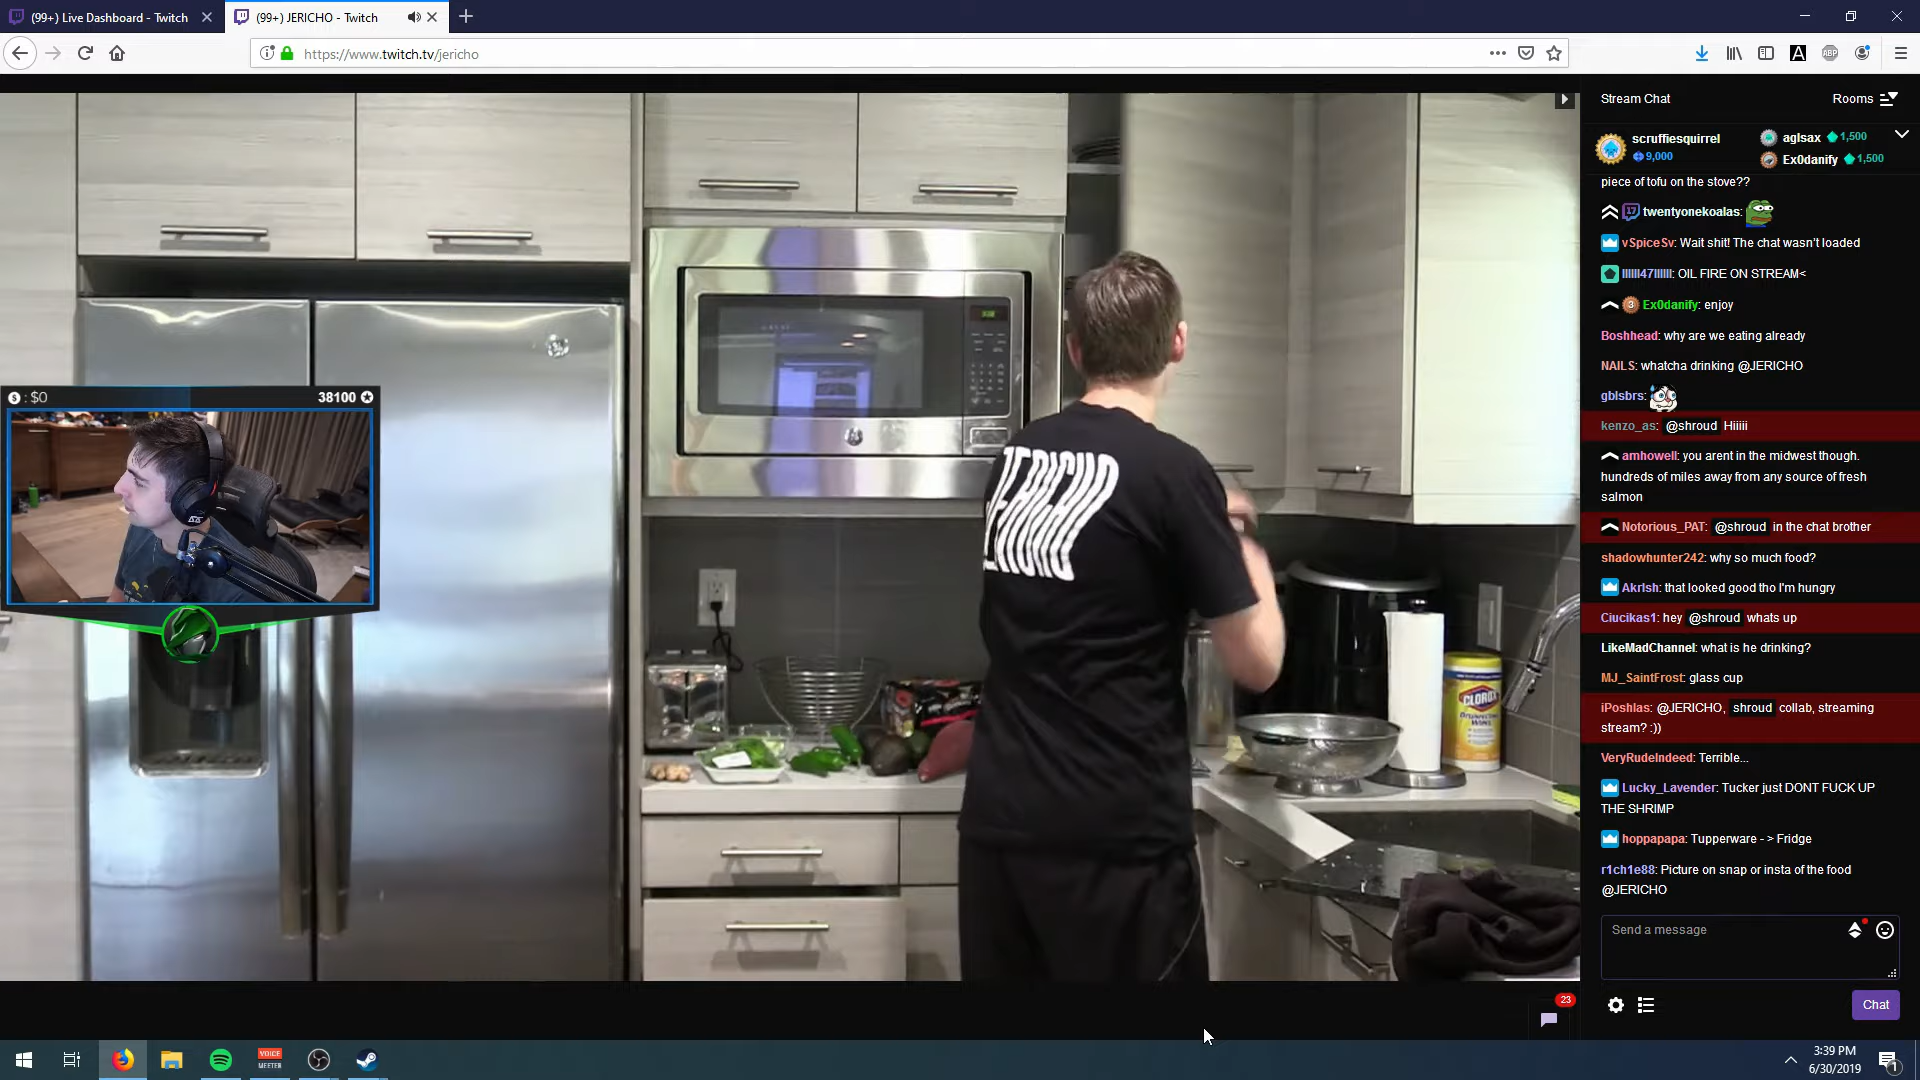 (99+) Live Dashboard - Twitch
(99+) JERICHO - Twitch
https://www.twitch.tv/jericho
A
ABP
Stream Chat
Rooms
scruffiesquirrel
9,000
aglsax 1,500
Ex0danify 1,500
piece of tofu on the stove??
17 twentyonekoalas:
vSpiceSv: Wait shit! The chat wasn't loaded
OIL FIRE ON STREAM<
3 Ex0danify: enjoy
Boshhead: why are we eating already
NAILS: whatcha drinking @JERICHO
gblsbrs:
kenzo_as: @shroud Hiiiii
amhowell: you arent in the midwest though.
hundreds of miles away from any source of fresh
salmon
Notorious_PAT: @shroud in the chat brother
shadowhunter242: why so much food?
Akrish: that looked good tho I'm hungry
Ciucikas1: hey @shroud whats up
LikeMadChannel: what is he drinking?
MJ_SaintFrost: glass cup
iPoshlas: @JERICHO, shroud collab, streaming
stream? :))
VeryRudeIndeed: Terrible...
Lucky_Lavender: Tucker just DONT FUCK UP
THE SHRIMP
hoppapapa: Tupperware - > Fridge
r1ch1e88: Picture on snap or insta of the food
@JERICHO
Send a message
Chat
23
$ : $0
38100
JERICHO
CLOROX
VOICE
MEETER
3:39 PM
6/30/2019
1